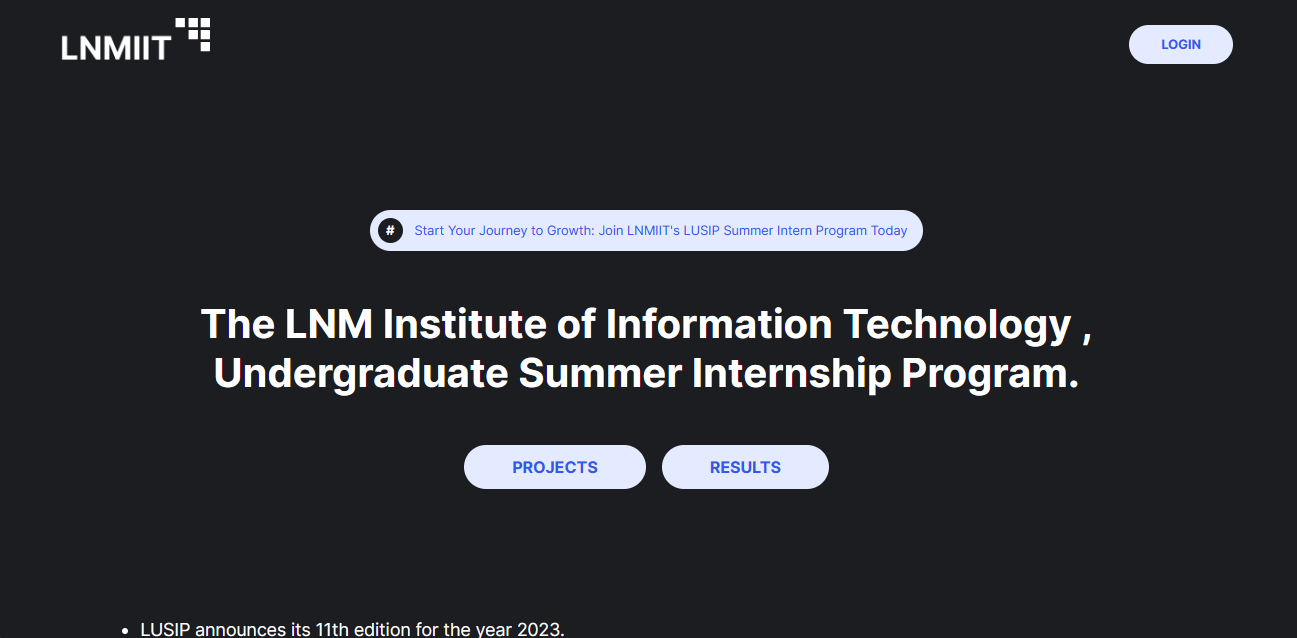 LNMIIT
LOGIN
# Start Your Journey to Growth: Join LNMIIT's LUSIP Summer Intern Program Today
The LNM Institute of Information Technology ,
Undergraduate Summer Internship Program.
PROJECTS RESULTS
• LUSIP announces its 11th edition for the year 2023.